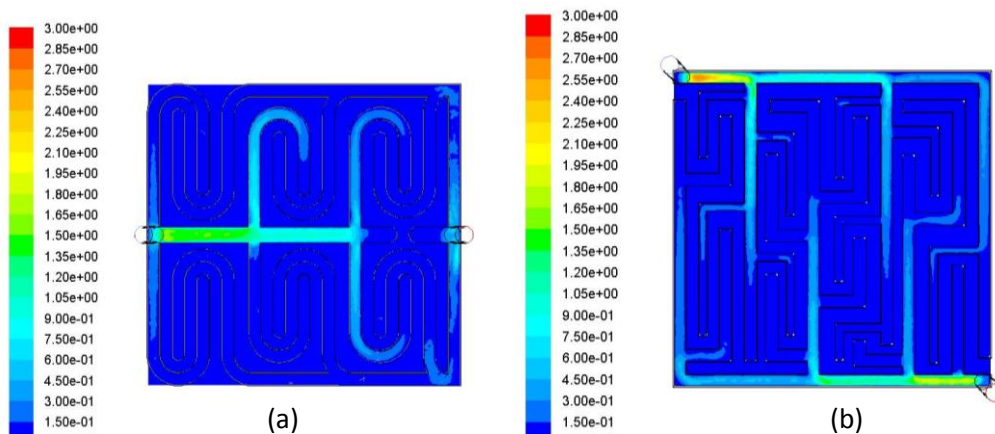 3.00e+00
2.85e+00
2.70e+00
2.55e+00
2.40e+00
2.25e+00
2.10e+00
1.95e+00
1.80e+00
1.65e+00
1.50e+00
1.35e+00
1.20e+00
1.05e+00
9.00e-01
7.50e-01
6.00e-01
4.50e-01
3.00e-01
1.50e-01
(a)
3.00e+00
2.85e+00
2.70e+00
2.55e+00
2.40e+00
2.25e+00
2.10e+00
1.95e+00
1.80e+00
1.65e+00
1.50e+00
1.35e+00
1.20e+00
1.05e+00
9.00e-01
7.50e-01
6.00e-01
4.50e-01
3.00e-01
1.50e-01
(b)